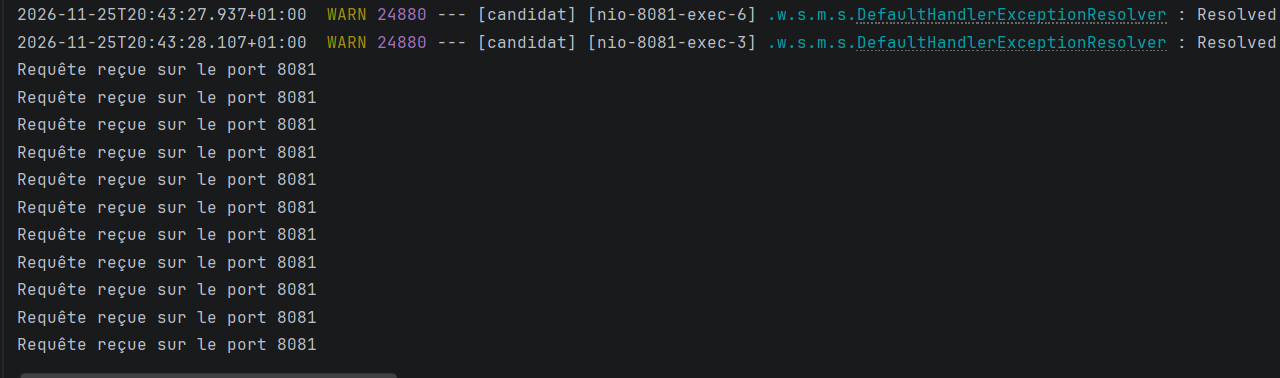 2026-11-25T20:43:27.937+01:00  WARN 24880 --- [candidat] [nio-8081-exec-6] .w.s.m.s.DefaultHandlerExceptionResolver : Resolved
2026-11-25T20:43:28.107+01:00  WARN 24880 --- [candidat] [nio-8081-exec-3] .w.s.m.s.DefaultHandlerExceptionResolver : Resolved
Requête reçue sur le port 8081
Requête reçue sur le port 8081
Requête reçue sur le port 8081
Requête reçue sur le port 8081
Requête reçue sur le port 8081
Requête reçue sur le port 8081
Requête reçue sur le port 8081
Requête reçue sur le port 8081
Requête reçue sur le port 8081
Requête reçue sur le port 8081
Requête reçue sur le port 8081